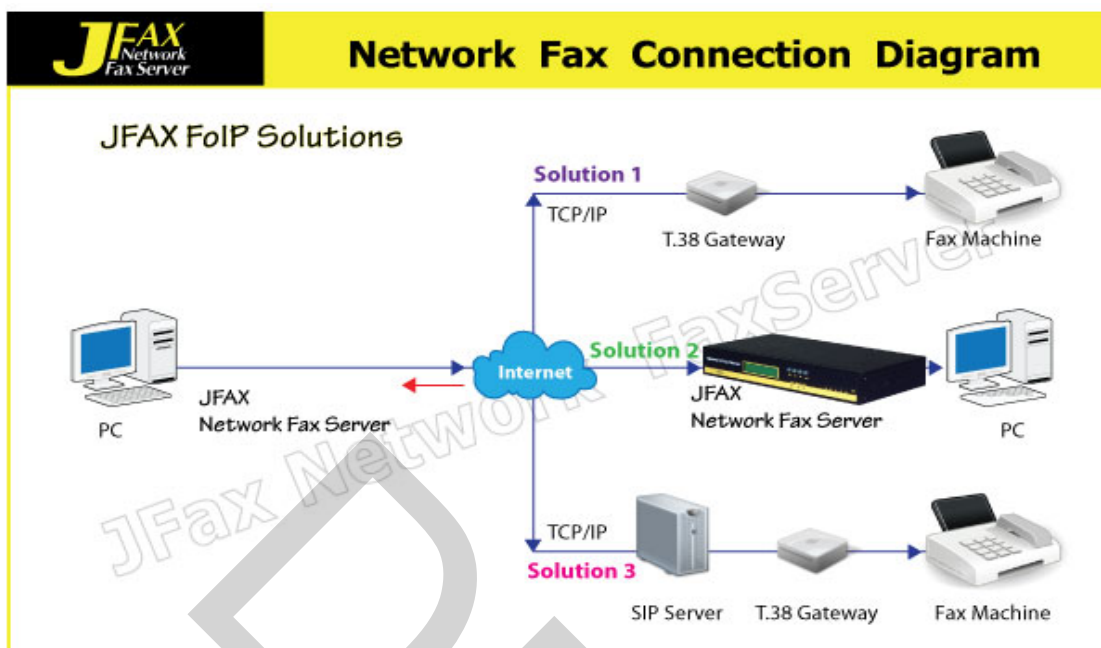 JFAX
Network
Fax Server
Network Fax Connection Diagram
JFAX FoIP Solutions
Solution 1
TCP/IP
T.38 Gateway
Fax Machine
Solution 2
Internet
JFAX
Network Fax Server
PC
JFAX
Network Fax Server
PC
JFax Network FaxServer
TCP/IP
Solution 3
SIP Server
T.38 Gateway
Fax Machine